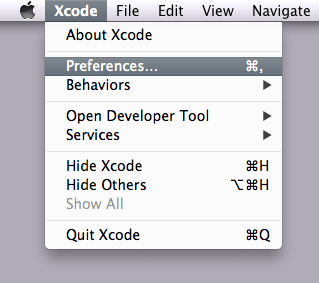 Xcode File Edit View Navigate
About Xcode
Preferences... ⌘,
Behaviors ▶
Open Developer Tool ▶
Services ▶
Hide Xcode ⌘H
Hide Others ⌥⌘H
Show All
Quit Xcode ⌘Q